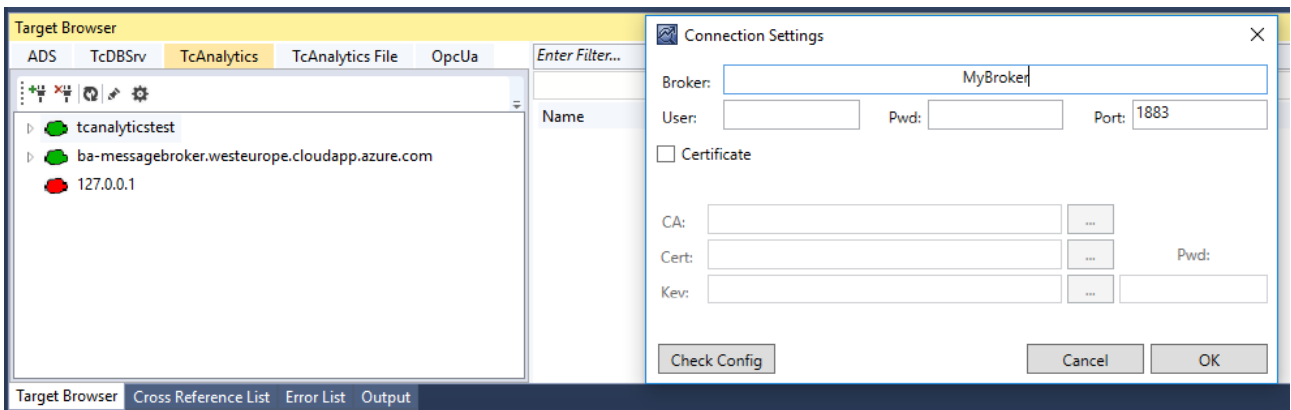 Target Browser
ADS TcDBSrv TcAnalytics TcAnalytics File OpcUa
Enter Filter...
Name
tcanalyticstest
ba-messagebroker.westeurope.cloudapp.azure.com
127.0.0.1
Target Browser Cross Reference List Error List Output
Connection Settings
Broker: MyBroker
User: Pwd: Port: 1883
Certificate
CA: ...
Cert: ... Pwd:
Key: ...
Check Config Cancel OK